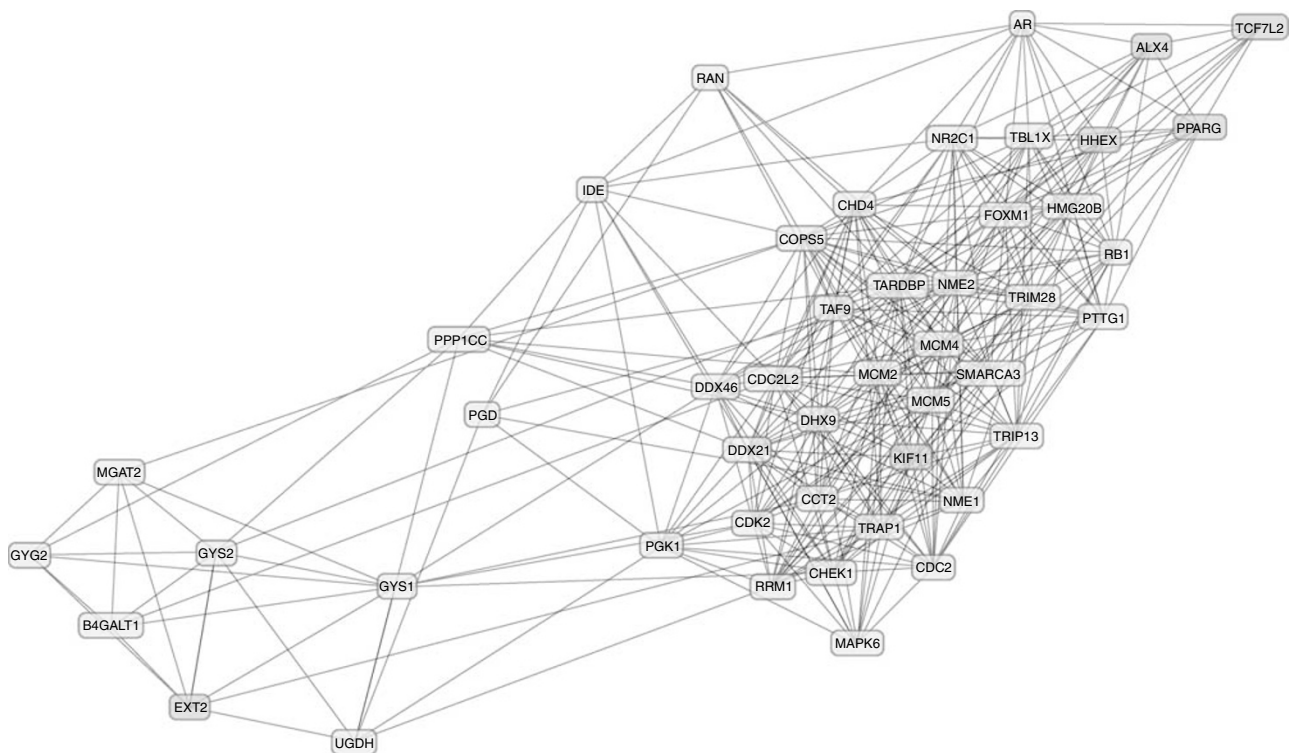 AR
TCF7L2
ALX4
RAN
PPARG
NR2C1
TBL1X
HHEX
IDE
CHD4
FOXM1
HMG20B
COPS5
RB1
TARDBP
NME2
TRIM28
TAF9
PTTG1
PPP1CC
MCM4
CDC2L2
MCM2
SMARCA3
DDX46
MCM5
PGD
DHX9
TRIP13
DDX21
KIF11
MGAT2
CCT2
NME1
CDK2
TRAP1
GYG2
GYS2
PGK1
CDC2
CHEK1
GYS1
RRM1
B4GALT1
MAPK6
EXT2
UGDH